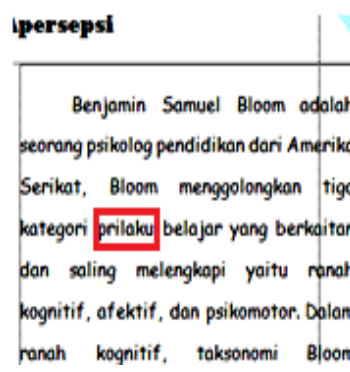 Apersepsi
Benjamin Samuel Bloom adalah
seorang psikolog pendidikan dari Amerika
Serikat, Bloom menggolongkan tiga
kategori prilaku belajar yang berkaitan
dan saling melengkapi yaitu ranah
kognitif, afektif, dan psikomotor. Dalam
ranah kognitif, taksonomi Bloom